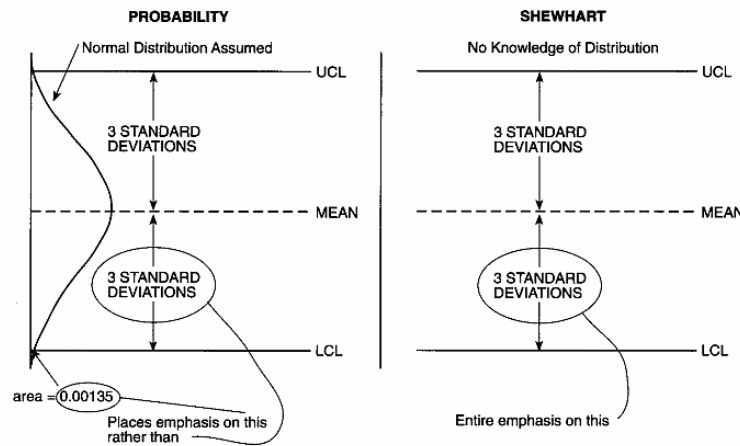 PROBABILITY
Normal Distribution Assumed
UCL
3 STANDARD
DEVIATIONS
MEAN
3 STANDARD
DEVIATIONS
LCL
area = 0.00135
Places emphasis on this
rather than
SHEWHART
No Knowledge of Distribution
UCL
3 STANDARD
DEVIATIONS
MEAN
3 STANDARD
DEVIATIONS
LCL
Entire emphasis on this